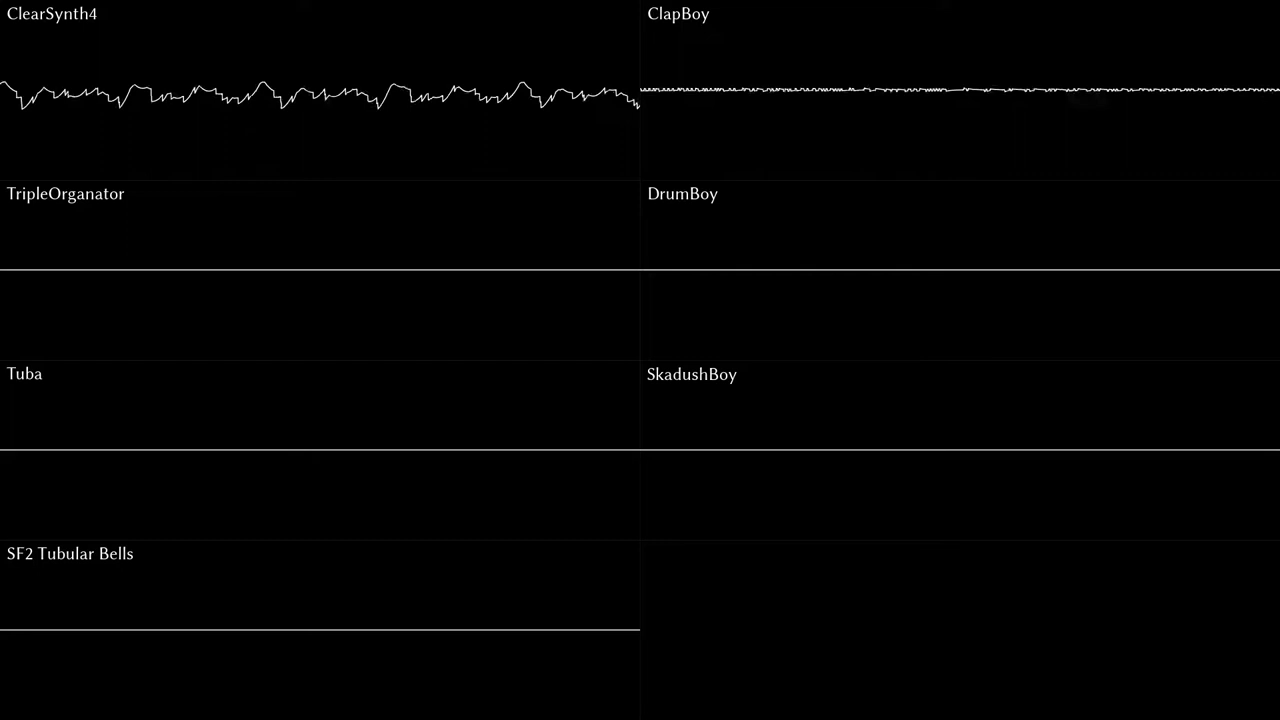 ClearSynth4
ClapBoy
TripleOrganator
DrumBoy
Tuba
SkadushBoy
SF2 Tubular Bells